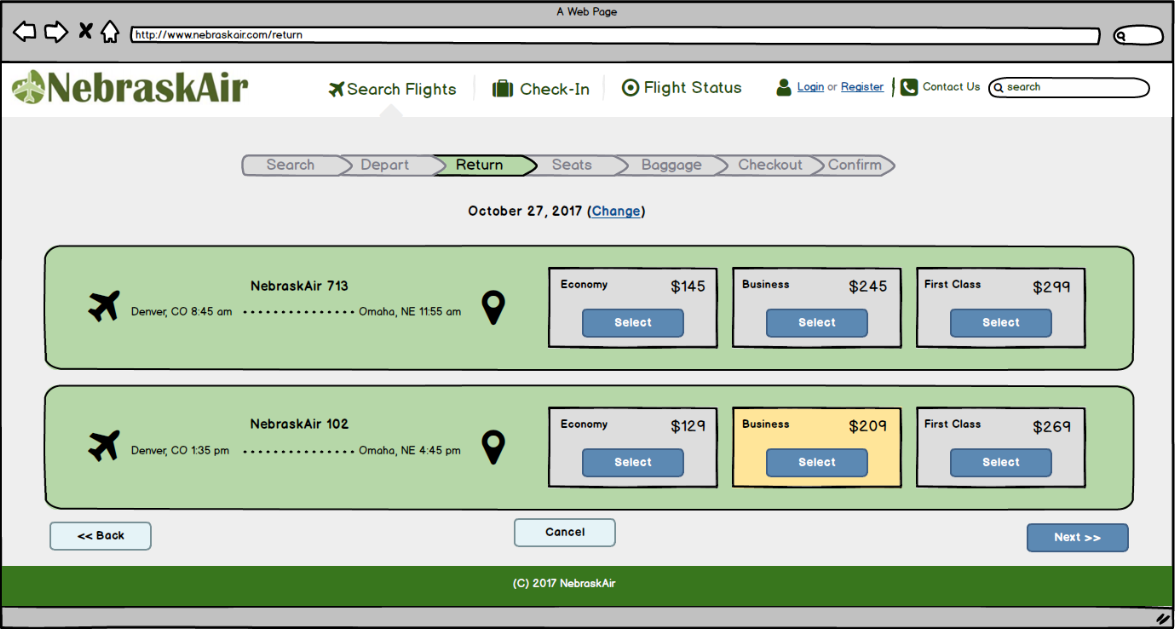 A Web Page
http://www.nebraskair.com/return
NebraskAir
Search Flights
Check-In
Flight Status
Login or Register
Contact Us
search
Search
Depart
Return
Seats
Baggage
Checkout
Confirm
October 27, 2017 (Change)
NebraskAir 713
Denver, CO 8:45 am
Omaha, NE 11:55 am
Economy $145
Select
Business $245
Select
First Class $299
Select
NebraskAir 102
Denver, CO 1:35 pm
Omaha, NE 4:45 pm
Economy $129
Select
Business $209
Select
First Class $269
Select
<< Back
Cancel
Next >>
(C) 2017 NebraskAir